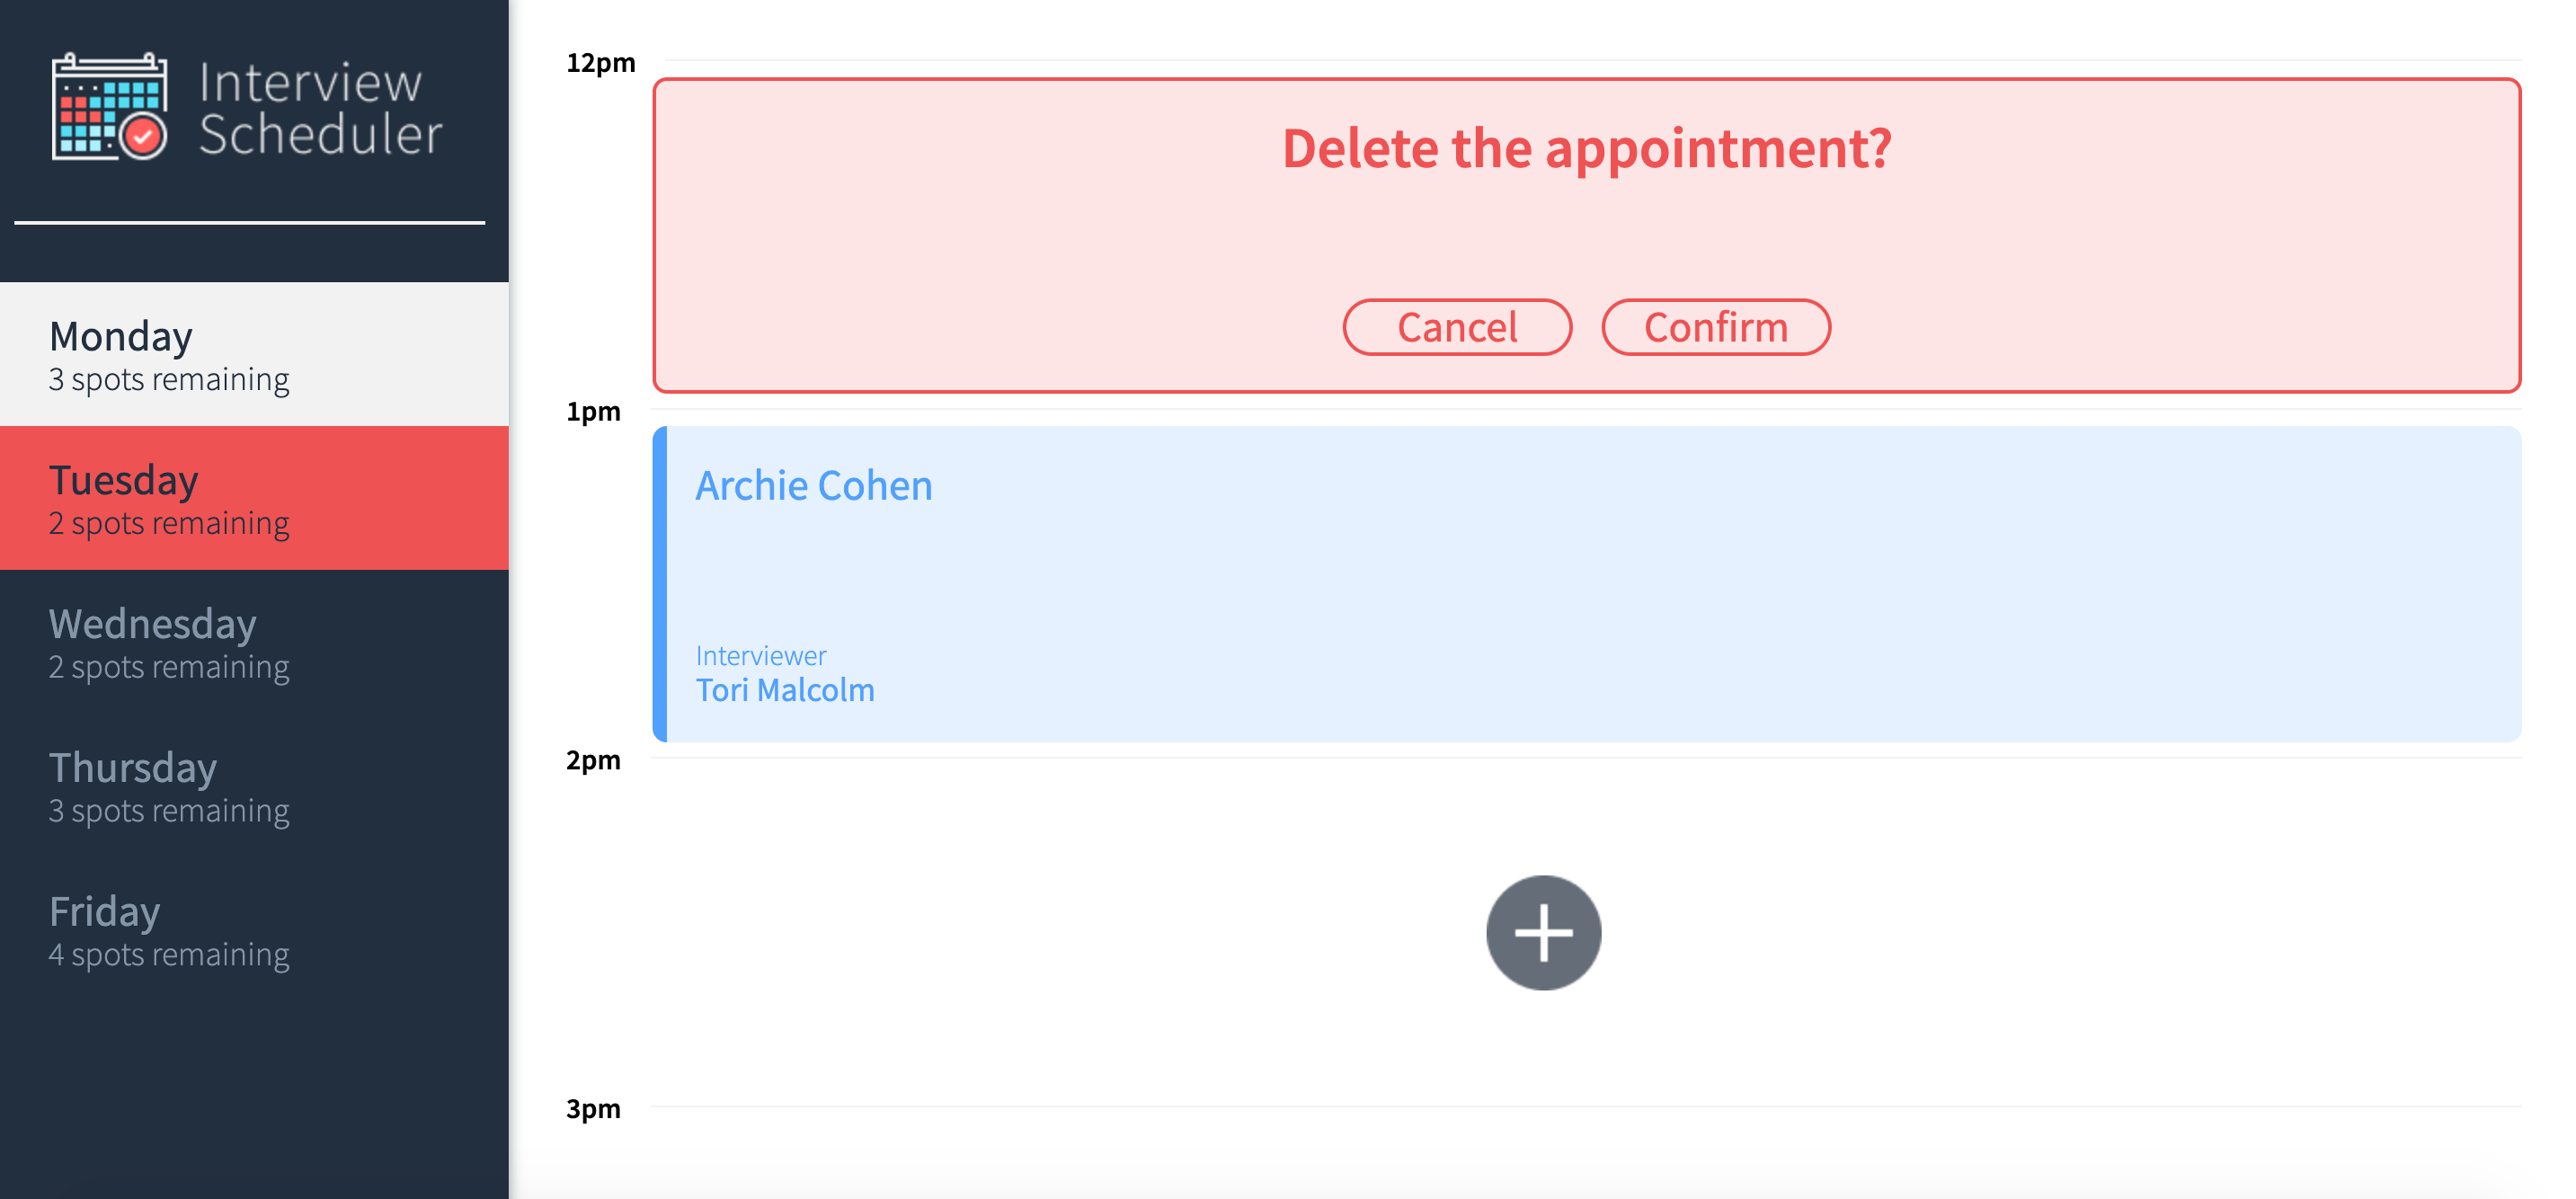 Interview
Scheduler
Monday
3 spots remaining
Tuesday
2 spots remaining
Wednesday
2 spots remaining
Thursday
3 spots remaining
Friday
4 spots remaining
12pm
Delete the appointment?
Cancel Confirm
1pm
Archie Cohen
Interviewer
Tori Malcolm
2pm
3pm